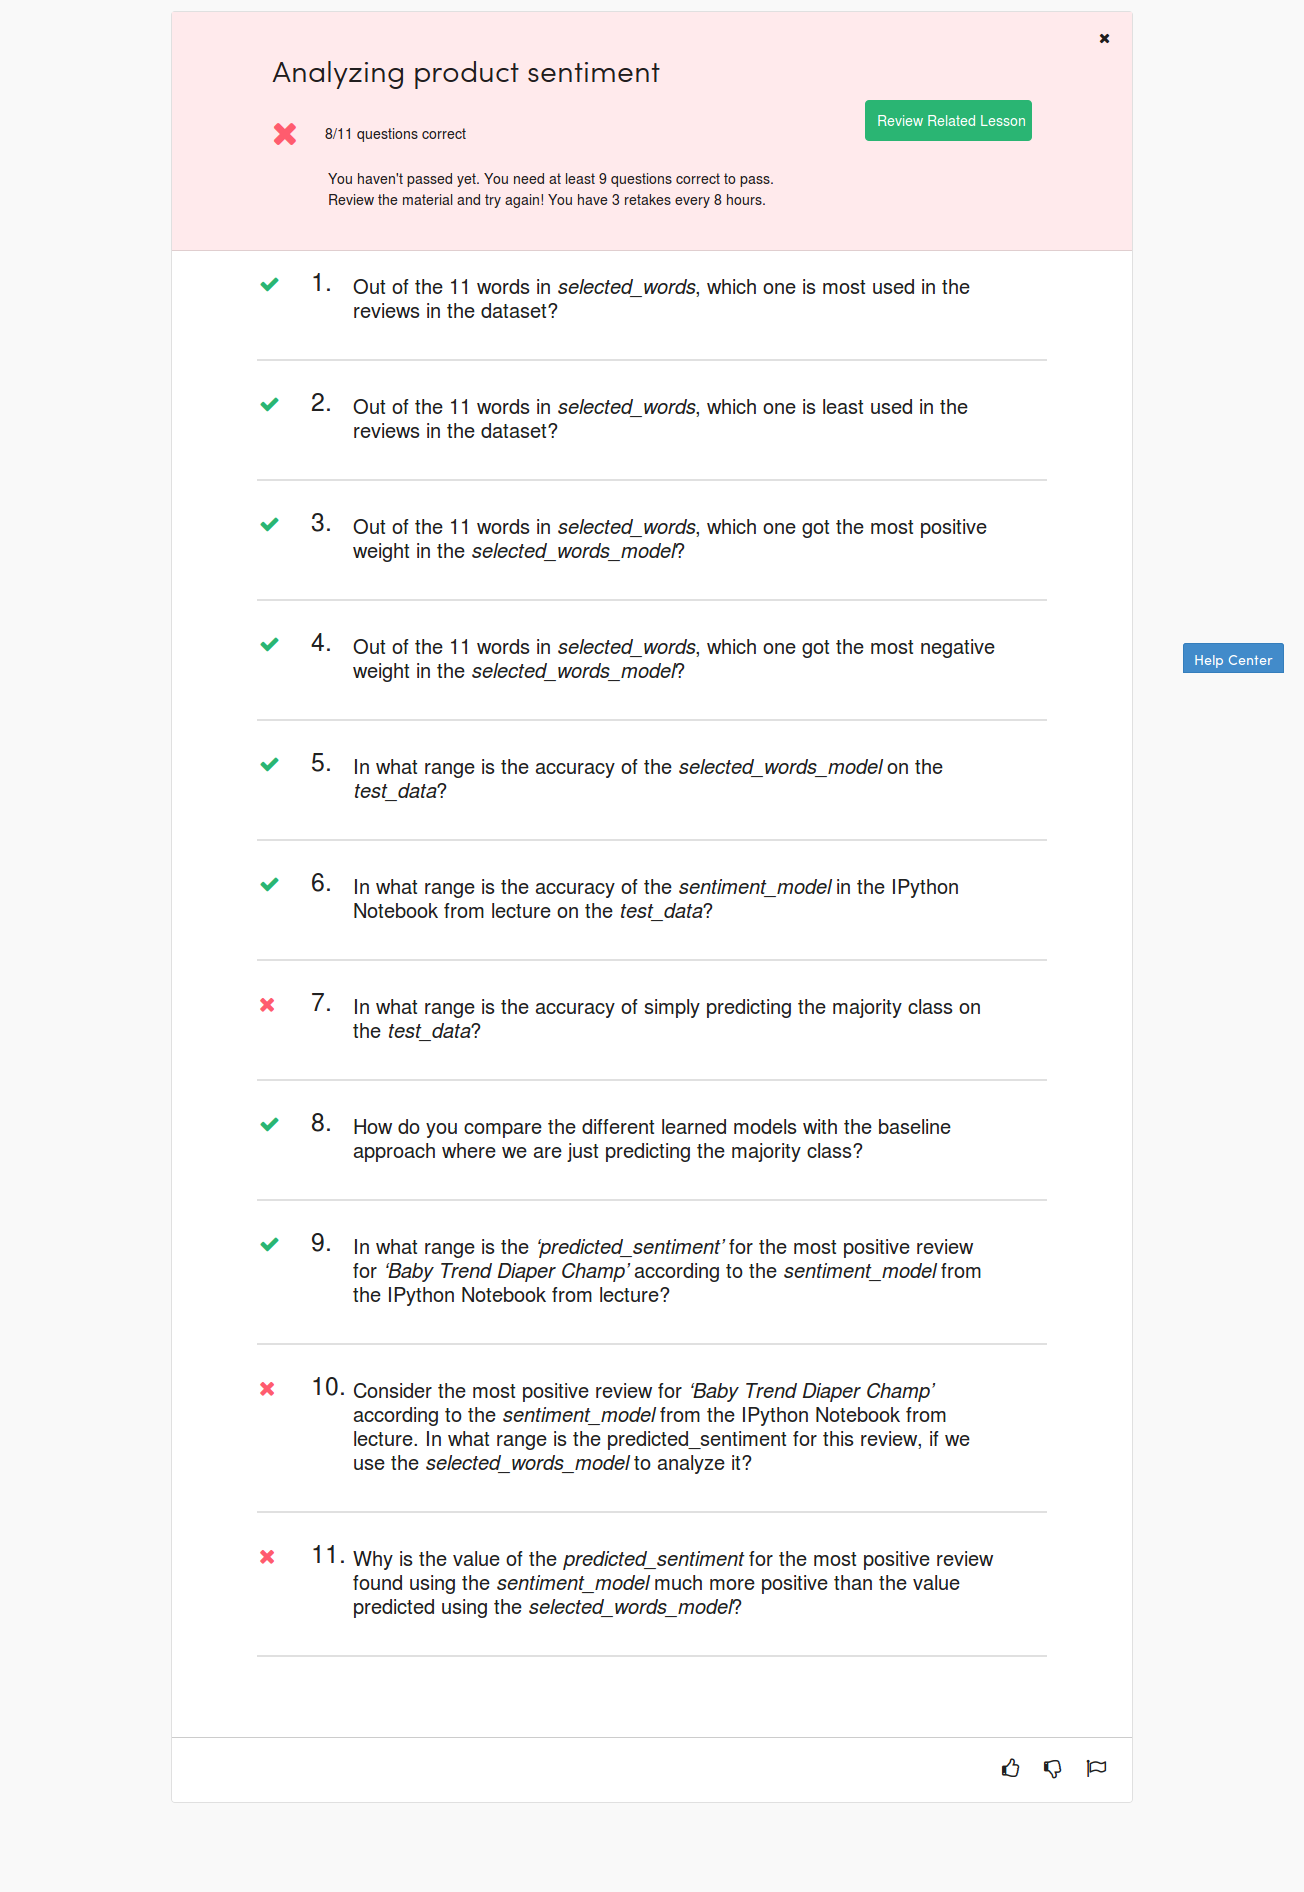 Analyzing product sentiment
8/11 questions correct
Review Related Lesson
You haven't passed yet. You need at least 9 questions correct to pass.
Review the material and try again! You have 3 retakes every 8 hours.
1. Out of the 11 words in selected_words, which one is most used in the
reviews in the dataset?
2. Out of the 11 words in selected_words, which one is least used in the
reviews in the dataset?
3. Out of the 11 words in selected_words, which one got the most positive
weight in the selected_words_model?
4. Out of the 11 words in selected_words, which one got the most negative
weight in the selected_words_model?
Help Center
5. In what range is the accuracy of the selected_words_model on the
test_data?
6. In what range is the accuracy of the sentiment_model in the IPython
Notebook from lecture on the test_data?
7. In what range is the accuracy of simply predicting the majority class on
the test_data?
8. How do you compare the different learned models with the baseline
approach where we are just predicting the majority class?
9. In what range is the ‘predicted_sentiment’ for the most positive review
for ‘Baby Trend Diaper Champ’ according to the sentiment_model from
the IPython Notebook from lecture?
10. Consider the most positive review for ‘Baby Trend Diaper Champ’
according to the sentiment_model from the IPython Notebook from
lecture. In what range is the predicted_sentiment for this review, if we
use the selected_words_model to analyze it?
11. Why is the value of the predicted_sentiment for the most positive review
found using the sentiment_model much more positive than the value
predicted using the selected_words_model?